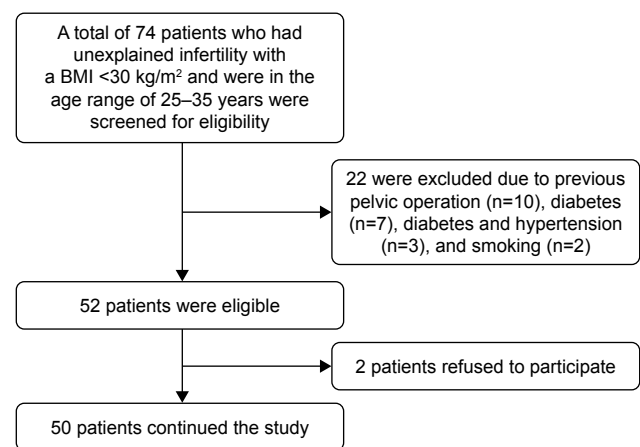 A total of 74 patients who had
unexplained infertility with
a BMI <30 kg/m² and were in the
age range of 25–35 years were
screened for eligibility
22 were excluded due to previous
pelvic operation (n=10), diabetes
(n=7), diabetes and hypertension
(n=3), and smoking (n=2)
52 patients were eligible
2 patients refused to participate
50 patients continued the study